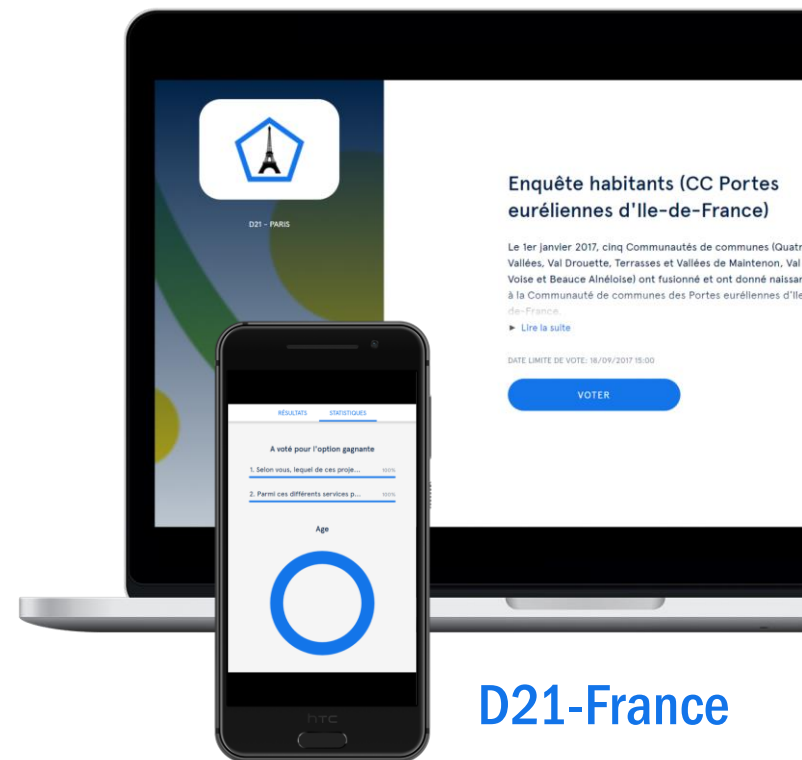 D21 - PARIS
Enquête habitants (CC Portes
euréliennes d'Ile-de-France)
Le 1er janvier 2017, cinq Communautés de communes (Quatr
Vallées, Val Drouette, Terrasses et Vallées de Maintenon, Val
Voise et Beauce Alnéloise) ont fusionné et ont donné naissan
à la Communauté de communes des Portes euréliennes d'Ile
de-France.
► Lire la suite
DATE LIMITE DE VOTE: 16/09/2017 15:00
VOTER
RÉSULTATS STATISTIQUES
A voté pour l'option gagnante
1. Selon vous, lequel de ces proje... 100%
2. Parmi ces différents services p... 100%
Age
hTC
D21-France